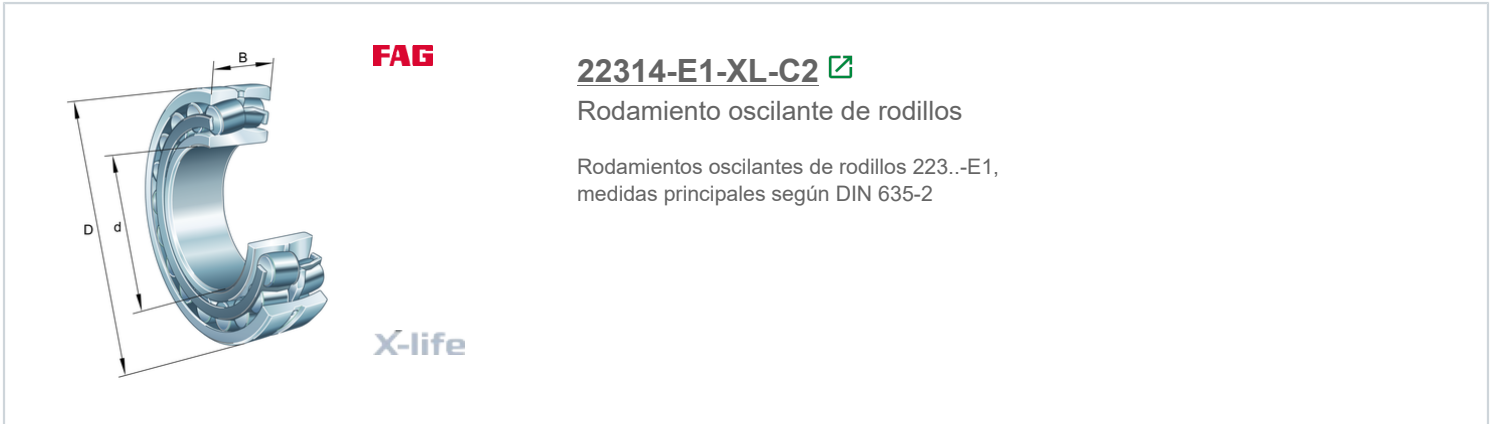 FAG
B
D
d
X-life
22314-E1-XL-C2
Rodamiento oscilante de rodillos
Rodamientos oscilantes de rodillos 223..-E1,
medidas principales según DIN 635-2